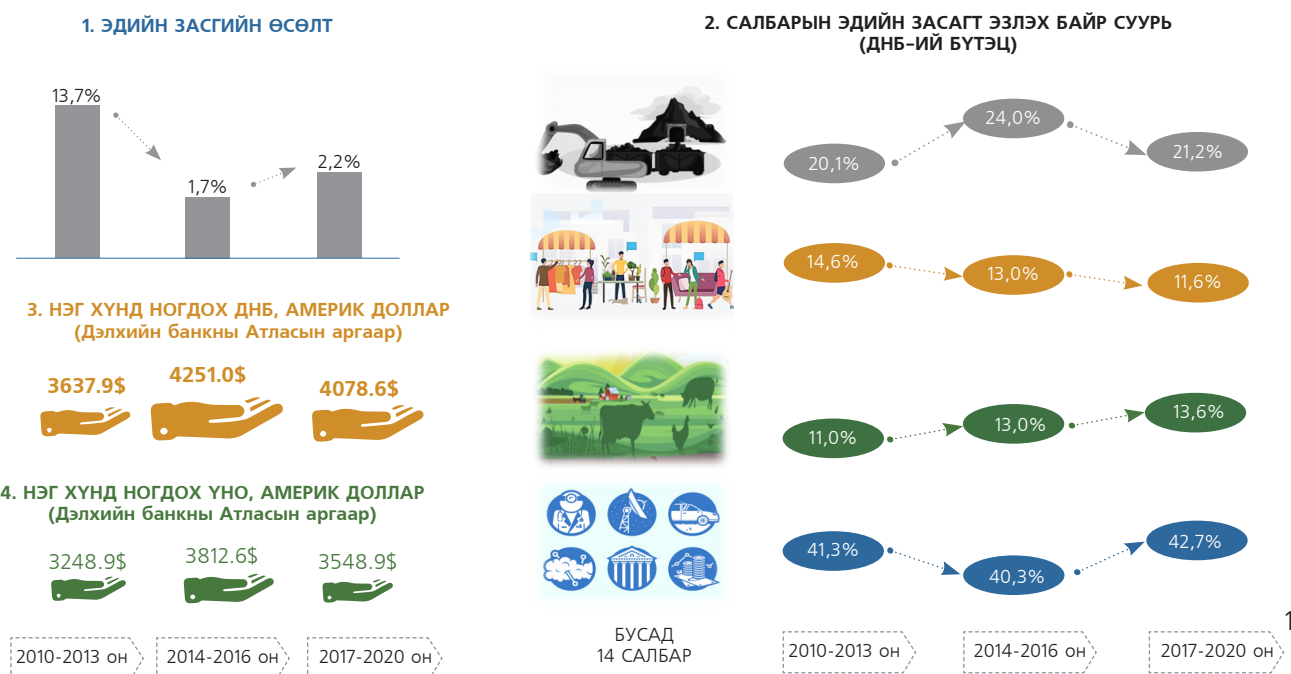 1. ЭДИЙН ЗАСГИЙН ӨСӨЛТ
13,7%
1,7%
2,2%
2. САЛБАРЫН ЭДИЙН ЗАСАГТ ЭЗЛЭХ БАЙР СУУРЬ
(ДНБ-ИЙ БҮТЭЦ)
20,1%
24,0%
21,2%
14,6%
13,0%
11,6%
11,0%
13,0%
13,6%
41,3%
40,3%
42,7%
БУСАД
14 САЛБАР
2010-2013 он
2014-2016 он
2017-2020 он
3. НЭГ ХҮНД НОГДОХ ДНБ, АМЕРИК ДОЛЛАР
(Дэлхийн банкны Атласын аргаар)
3637.9$
4251.0$
4078.6$
4. НЭГ ХҮНД НОГДОХ ҮНО, АМЕРИК ДОЛЛАР
(Дэлхийн банкны Атласын аргаар)
3248.9$
3812.6$
3548.9$
2010-2013 он
2014-2016 он
2017-2020 он
1